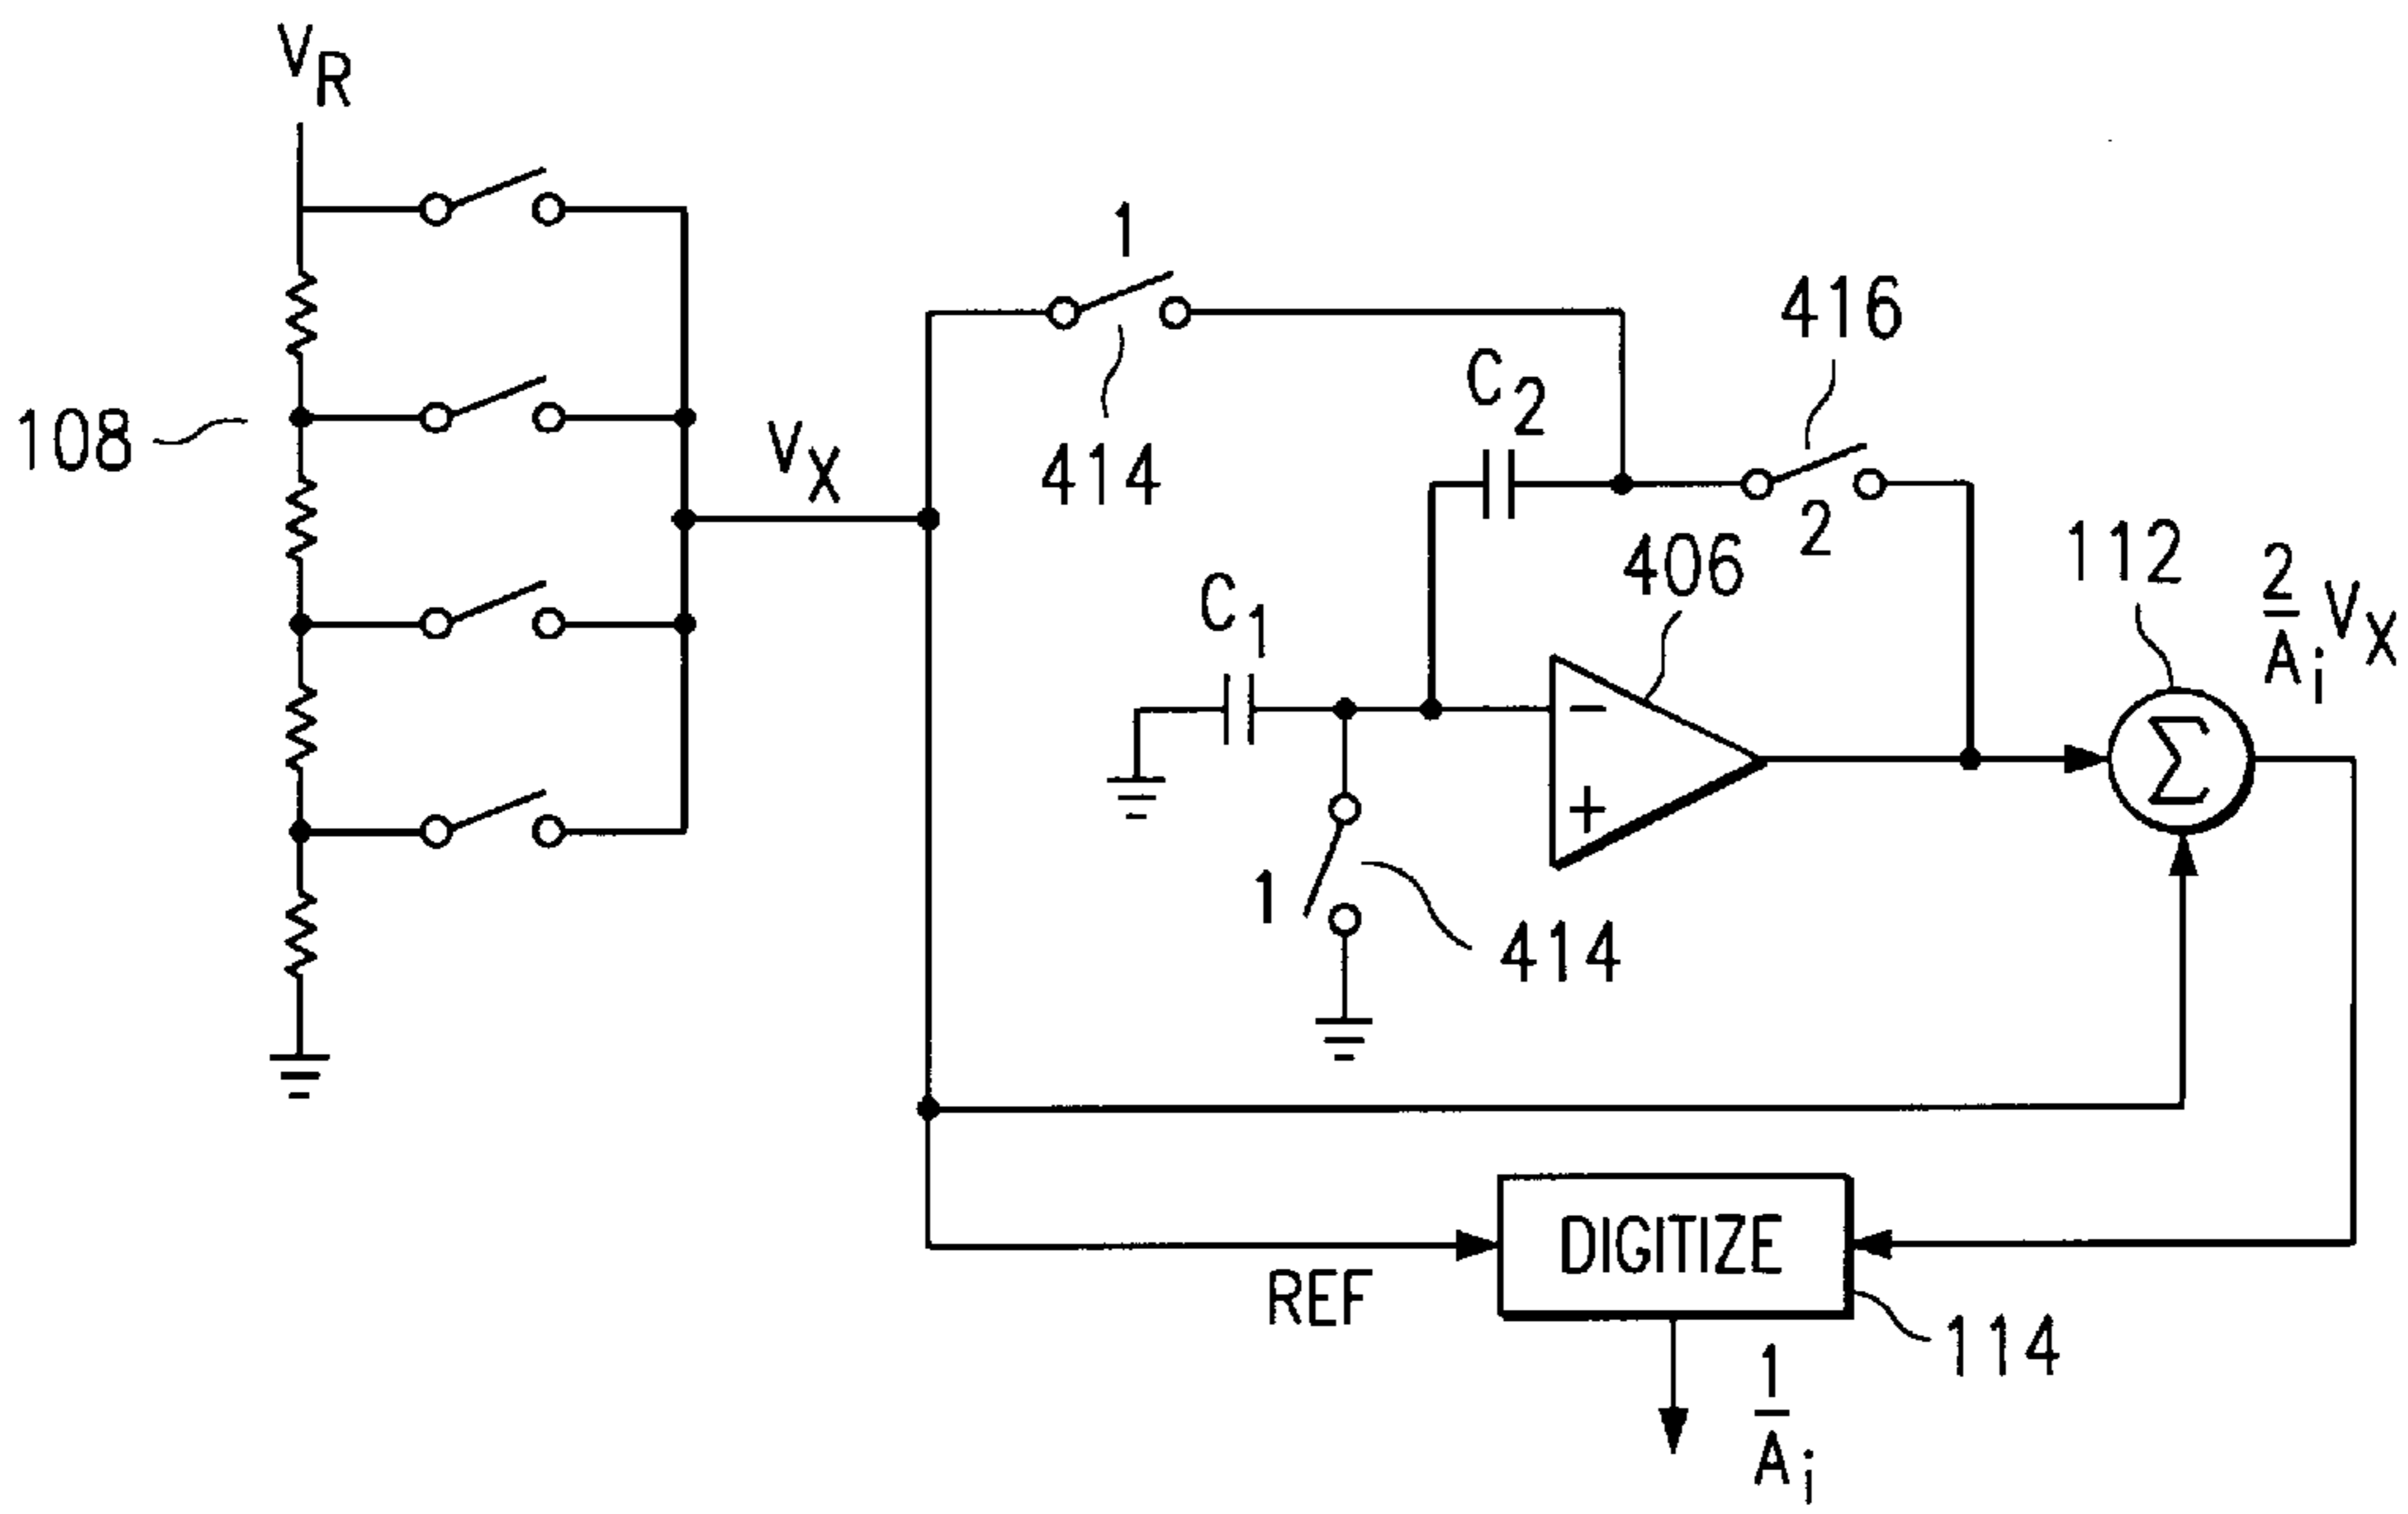 V_R
108
V_X
1
414
C_2
416
2
406
C_1
1
414
112
2/A_i V_X
Σ
−
+
REF
DIGITIZE
114
1/A_i